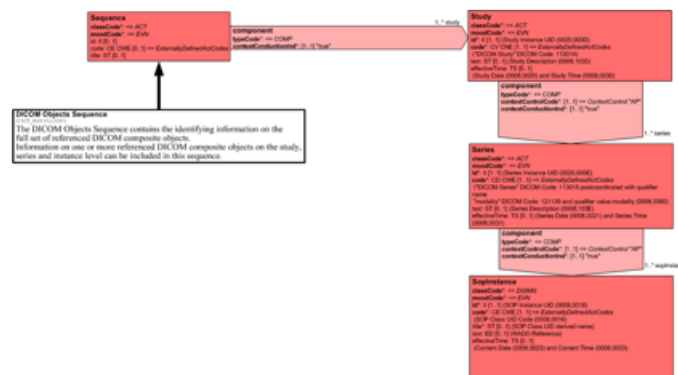 Sequence
classCode*: <= ACT
moodCode*: <= EVN
id: II [0..1]
code: CE CWE [0..1] <= ExternallyDefinedActCodes
title: ST [0..1]
component
typeCode*: <= COMP
contextConductionInd*: [1..1] "true"
1..* study
Study
classCode*: <= ACT
moodCode*: <= EVN
id*: II [1..1] (Study Instance UID (0020,000D))
code*: CV CNE [1..1] <= ExternallyDefinedActCodes
("DICOM Study" DICOM Code: 113014)
text: ST [0..1] (Study Description (0008,1030))
effectiveTime: TS [0..1]
(Study Date (0008,0020) and Study Time (0008,0030))
component
typeCode*: <= COMP
contextControlCode*: [1..1] <= ContextControl "AP"
contextConductionInd*: [1..1] "true"
1..* series
DICOM Objects Sequence
The DICOM Objects Sequence contains the identifying information on the
full set of referenced DICOM composite objects.
Information on one or more referenced DICOM composite objects on the study,
series and instance level can be included in this sequence.
Series
classCode*: <= ACT
moodCode*: <= EVN
id*: II [1..1] (Series Instance UID (0020,000E))
code*: CD CWE [1..1] <= ExternallyDefinedActCodes
("DICOM Series" DICOM Code: 113015 postcoordinated with qualifier
name
"modality" DICOM Code: 121139 and qualifier value modality (0008,0060))
text: ST [0..1] (Series Description (0008,103E))
effectiveTime: TS [0..1] (Series Date (0008,0021) and Series Time
(0008,0031))
component
typeCode*: <= COMP
contextControlCode*: [1..1] <= ContextControl "AP"
contextConductionInd*: [1..1] "true"
SopInstance
classCode*: <= DGIMG
moodCode*: <= EVN
id*: II [1..1] (SOP Instance UID (0008,0018))
code*: CE CWE [1..1] <= ExternallyDefinedActCodes
(SOP Class UID Code (0008,0016))
title*: ST [0..1] (SOP Class UID derived name)
text: ED [0..1] (WADO Reference)
effectiveTime: TS [0..1]
(Content Date (0008,0023) and Content Time (0008,0033))